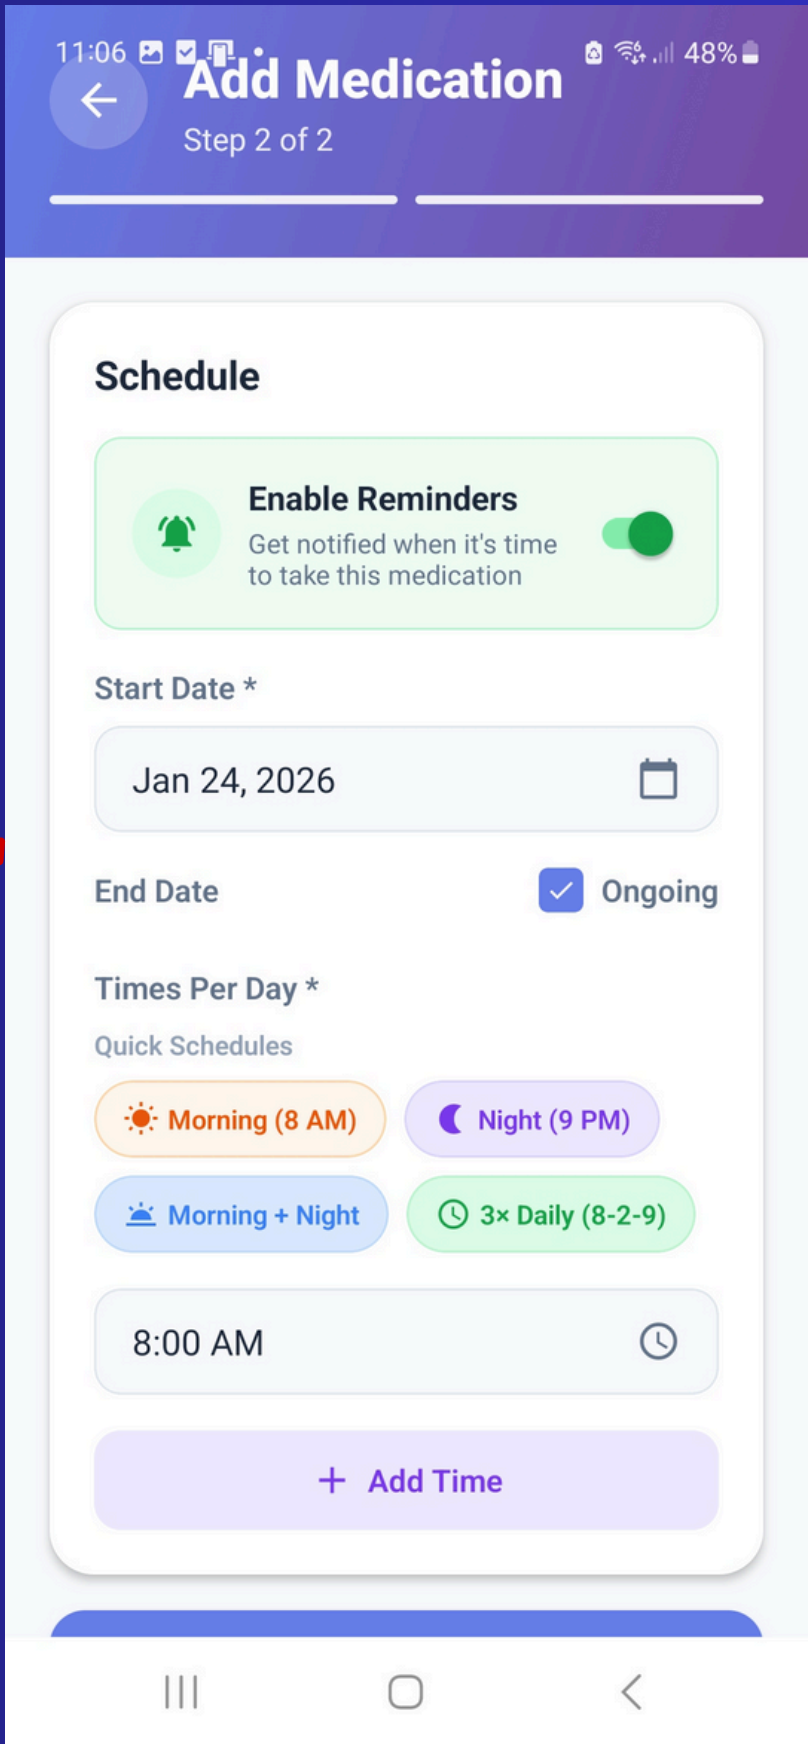 11:06 48%
Add Medication
Step 2 of 2
Schedule
Enable Reminders
Get notified when it's time
to take this medication
Start Date *
Jan 24, 2026
End Date Ongoing
Times Per Day *
Quick Schedules
Morning (8 AM) Night (9 PM)
Morning + Night 3× Daily (8-2-9)
8:00 AM
+ Add Time